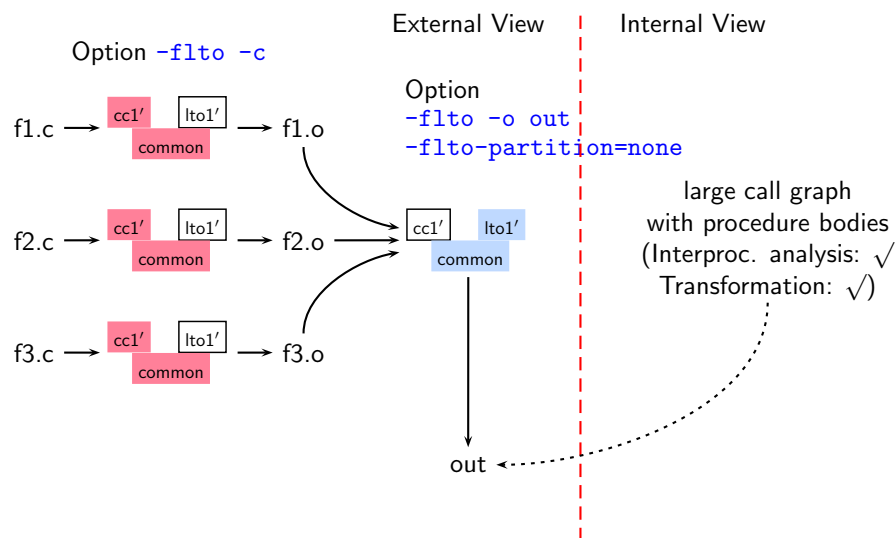 External View
Internal View
Option -flto -c
Option
-flto -o out
-flto-partition=none
f1.c
cc1′
lto1′
common
f1.o
f2.c
cc1′
lto1′
common
f2.o
cc1′
lto1′
common
f3.c
cc1′
lto1′
common
f3.o
large call graph
with procedure bodies
(Interproc. analysis: √
Transformation: √)
out